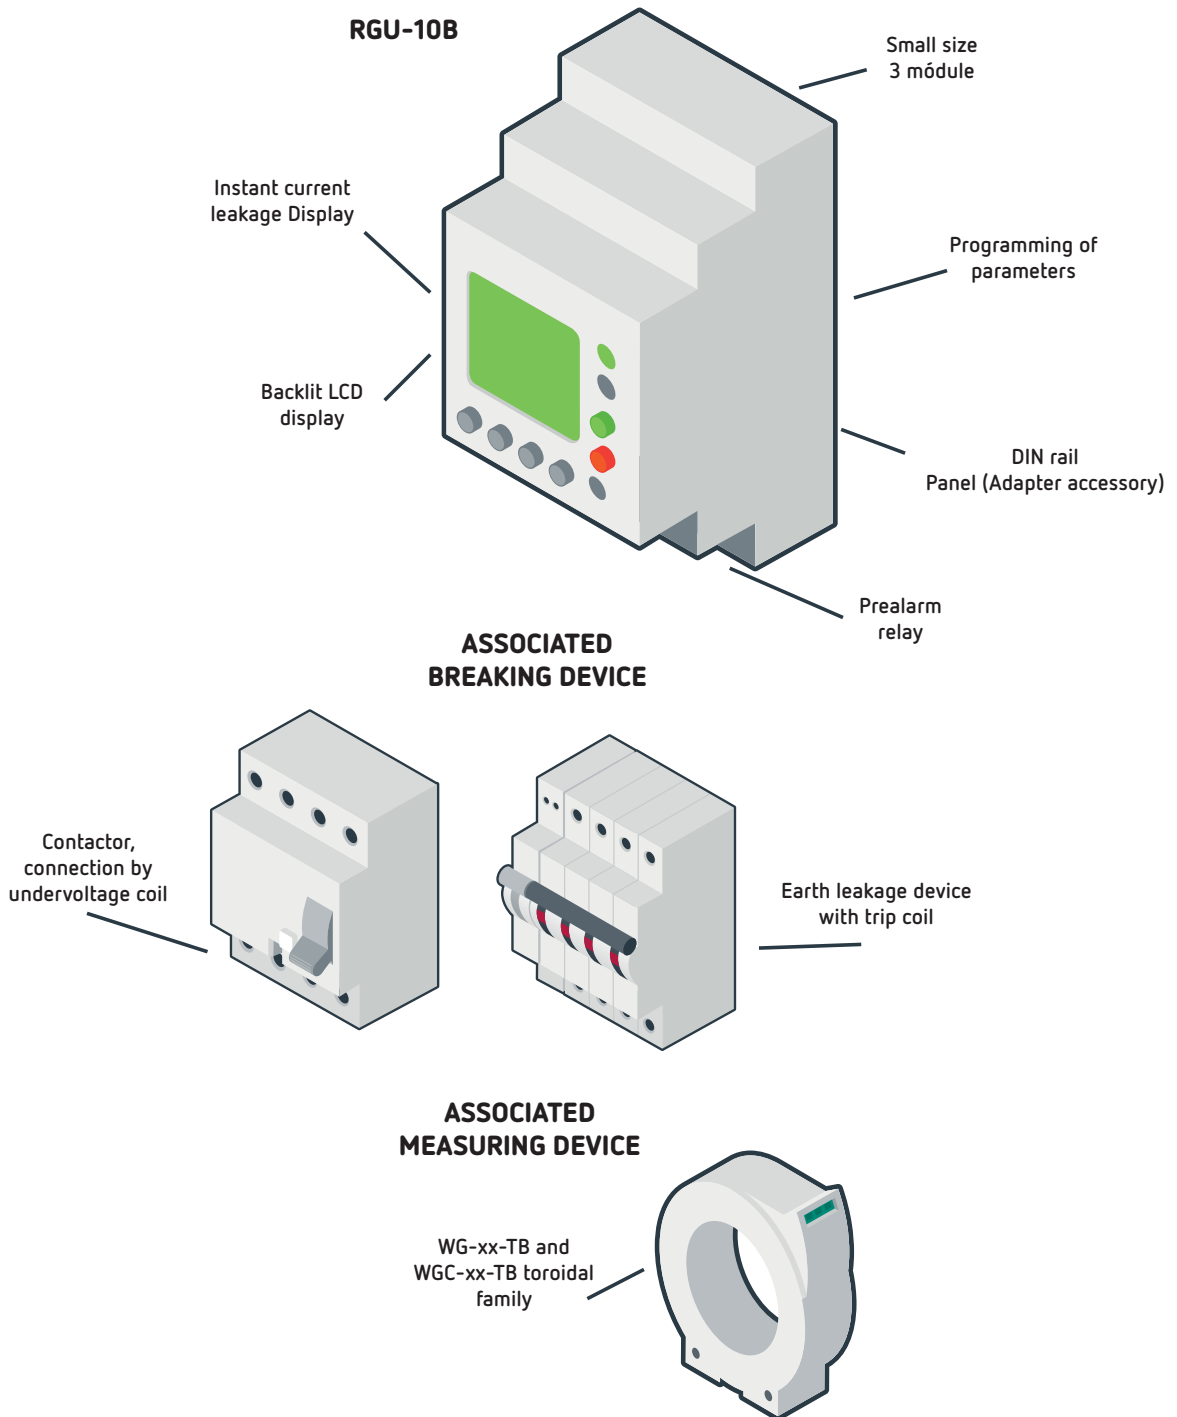 RGU-10B
Small size
3 módule
Instant current
leakage Display
Programming of
parameters
Backlit LCD
display
DIN rail
Panel (Adapter accessory)
Prealarm
relay
ASSOCIATED
BREAKING DEVICE
Contactor,
connection by
undervoltage coil
Earth leakage device
with trip coil
ASSOCIATED
MEASURING DEVICE
WG-xx-TB and
WGC-xx-TB toroidal
family